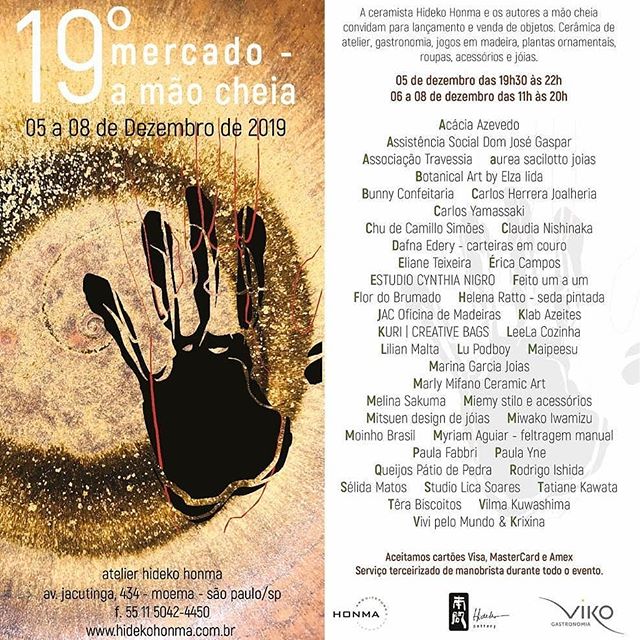 19º mercado -
a mão cheia
05 a 08 de Dezembro de 2019
atelier hideko honma
av. jacutinga, 434 - moema - são paulo/sp
f. 55 11 5042-4450
www.hidekohonma.com.br
A ceramista Hideko Honma e os autores a mão cheia
convidam para lançamento e venda de objetos. Cerâmica de
atelier, gastronomia, jogos em madeira, plantas ornamentais,
roupas, acessórios e jóias.
05 de dezembro das 19h30 às 22h
06 a 08 de dezembro das 11h às 20h
Acácia Azevedo
Assistência Social Dom José Gaspar
Associação Travessia aurea sacilotto joias
Botanical Art by Elza Iida
Bunny Confeitaria Carlos Herrera Joalheria
Carlos Yamassaki
Chu de Camillo Simões Claudia Nishinaka
Dafna Edery - carteiras em couro
Eliane Teixeira Érica Campos
ESTUDIO CYNTHIA NIGRO Feito um a um
Flor do Brumado Helena Ratto - seda pintada
JAC Oficina de Madeiras Klab Azeites
KURI | CREATIVE BAGS LeeLa Cozinha
Lilian Malta Lu Podboy Maipeesu
Marina Garcia Joias
Marly Mifano Ceramic Art
Melina Sakuma Miemy stilo e acessórios
Mitsuen design de jóias Miwako Iwamizu
Moinho Brasil Myriam Aguiar - feltragem manual
Paula Fabbri Paula Yne
Queijos Pátio de Pedra Rodrigo Ishida
Sélida Matos Studio Lica Soares Tatiane Kawata
Têra Biscoitos Vilma Kuwashima
Vivi pelo Mundo & Krixina
Aceitamos cartões Visa, MasterCard e Amex
Serviço terceirizado de manobrista durante todo o evento.
HONMA
Hideko
pottery
VIKO
GASTRONOMIA